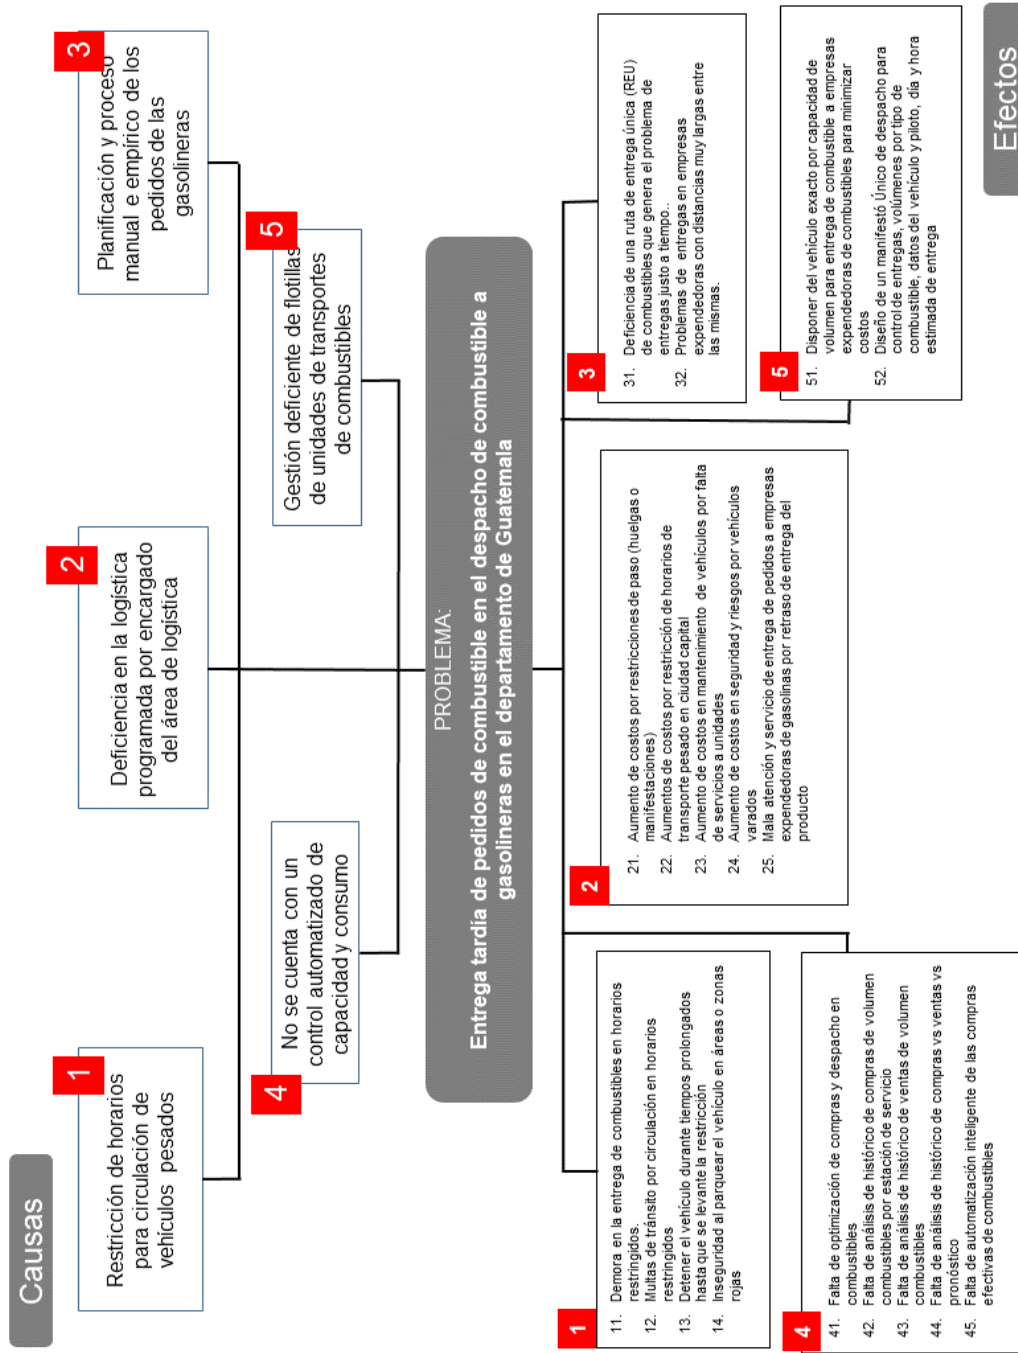 Causas
1
Restricción de horarios
para circulación de
vehículos pesados
2
Deficiencia en la logística
programada por encargado
del área de logística
3
Planificación y proceso
manual e empírico de los
pedidos de las
gasolineras
4
No se cuenta con un
control automatizado de
capacidad y consumo
5
Gestión deficiente de flotillas
de unidades de transportes
de combustibles
PROBLEMA:
Entrega tardía de pedidos de combustible en el despacho de combustible a
gasolineras en el departamento de Guatemala
1
11. Demora en la entrega de combustibles en horarios
restringidos.
12. Multas de tránsito por circulación en horarios
restringidos
13. Detener el vehículo durante tiempos prolongados
hasta que se levante la restricción
14. Inseguridad al parquear el vehículo en áreas o zonas
rojas
2
21. Aumento de costos por restricciones de paso (huelgas o
manifestaciones)
22. Aumentos de costos por restricción de horarios de
transporte pesado en ciudad capital
23. Aumento de costos en mantenimiento de vehículos por falta
de servicios a unidades
24. Aumento de costos en seguridad y riesgos por vehículos
varados
25. Mala atención y servicio de entrega de pedidos a empresas
expendedoras de gasolinas por retraso de entrega del
producto
3
31. Deficiencia de una ruta de entrega única (REU)
de combustibles que genera el problema de
entregas justo a tiempo..
32. Problemas de entregas en empresas
expendedoras con distancias muy largas entre
las mismas.
4
41. Falta de optimización de compras y despacho en
combustibles
42. Falta de análisis de histórico de compras de volumen
combustibles por estación de servicio
43. Falta de análisis de histórico de ventas de volumen
combustibles
44. Falta de análisis de histórico de compras vs ventas vs
pronóstico
45. Falta de automatización inteligente de las compras
efectivas de combustibles
5
51. Disponer del vehículo exacto por capacidad de
volumen para entrega de combustible a empresas
expendedoras de combustibles para minimizar
costos
52. Diseño de un manifestó Único de despacho para
control de entregas, volúmenes por tipo de
combustible, datos del vehículo y piloto, día y hora
estimada de entrega
Efectos